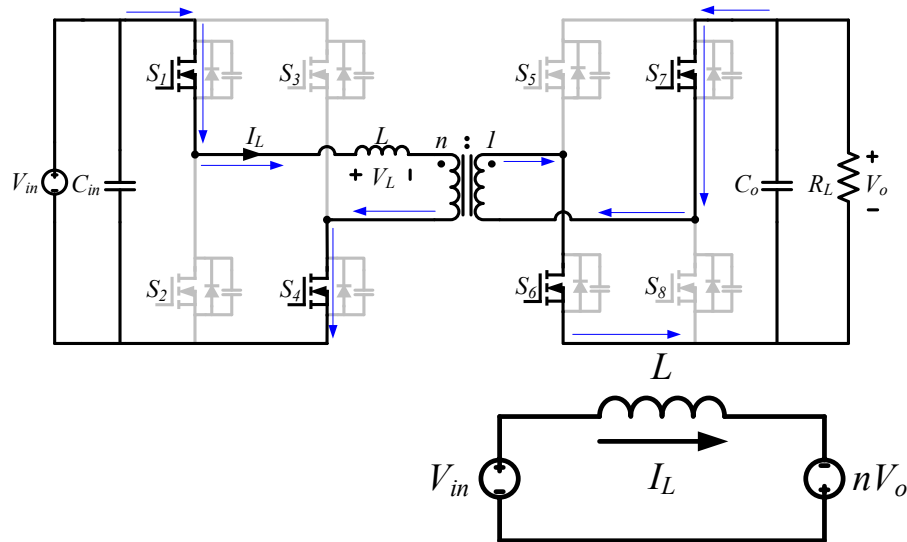 S1
S3
S5
S7
IL
L
n
1
Vin
Cin
+ VL -
Co
RL
+
Vo
-
S2
S4
S6
S8
L
Vin
IL
nVo